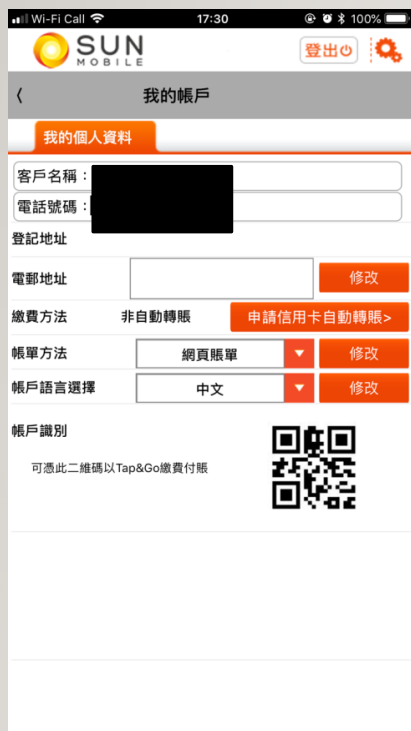 Wi-Fi Call 17:30 100%
SUN
MOBILE
登出
我的帳戶
我的個人資料
客戶名稱：
電話號碼：
登記地址
電郵地址 修改
繳費方法 非自動轉賬 申請信用卡自動轉賬>
帳單方法 網頁賬單 修改
帳戶語言選擇 中文 修改
帳戶識別
可憑此二維碼以Tap&Go繳費付賬